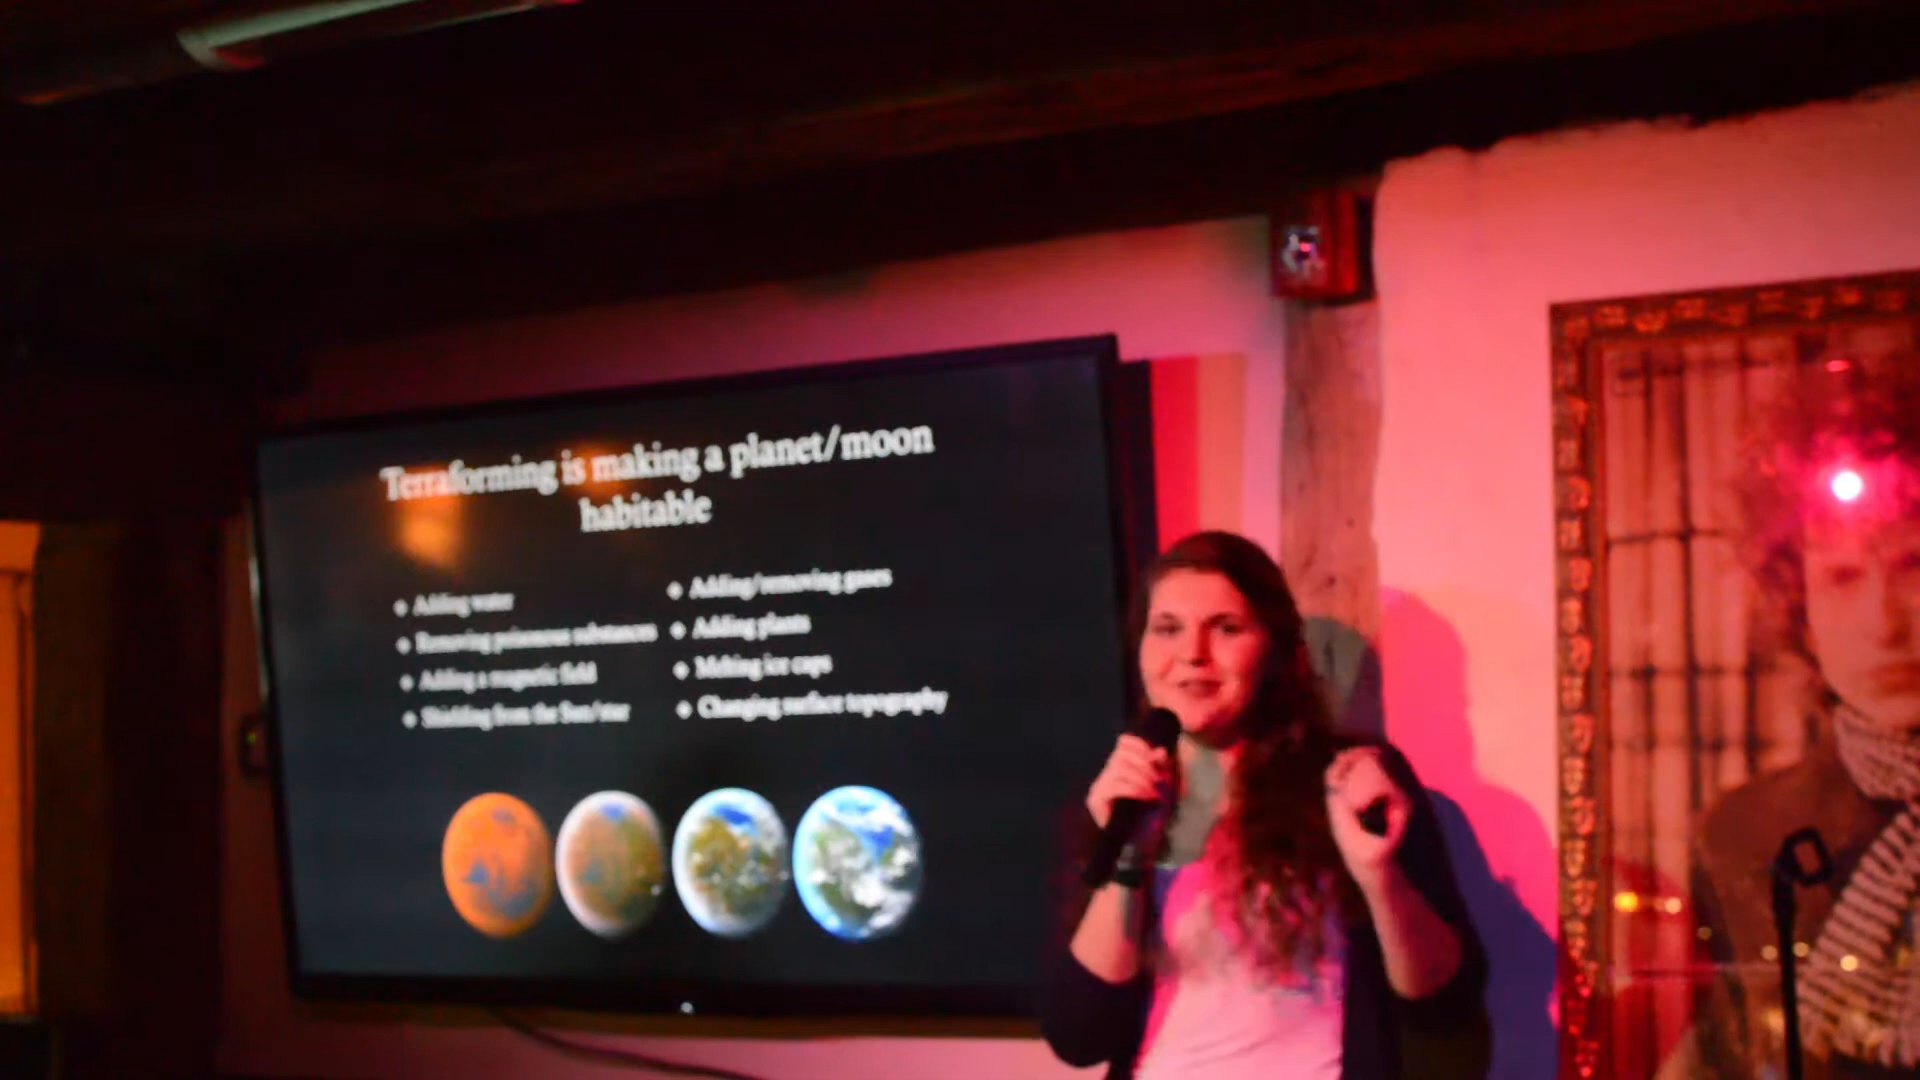 Terraforming is making a planet/moon
habitable
Adding water
Removing poisonous substances
Adding a magnetic field
Shielding from the Sun/star
Adding/removing gases
Adding plants
Melting ice caps
Changing surface topography